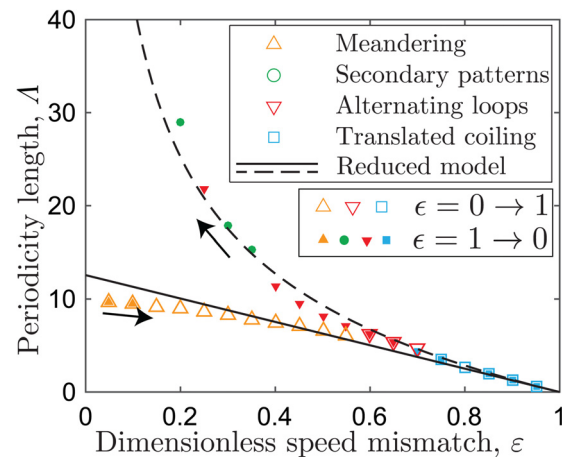 40
30
20
10
0
Periodicity length, Λ
Meandering
Secondary patterns
Alternating loops
Translated coiling
Reduced model
ϵ = 0 → 1
ϵ = 1 → 0
0 0.2 0.4 0.6 0.8 1
Dimensionless speed mismatch, ε